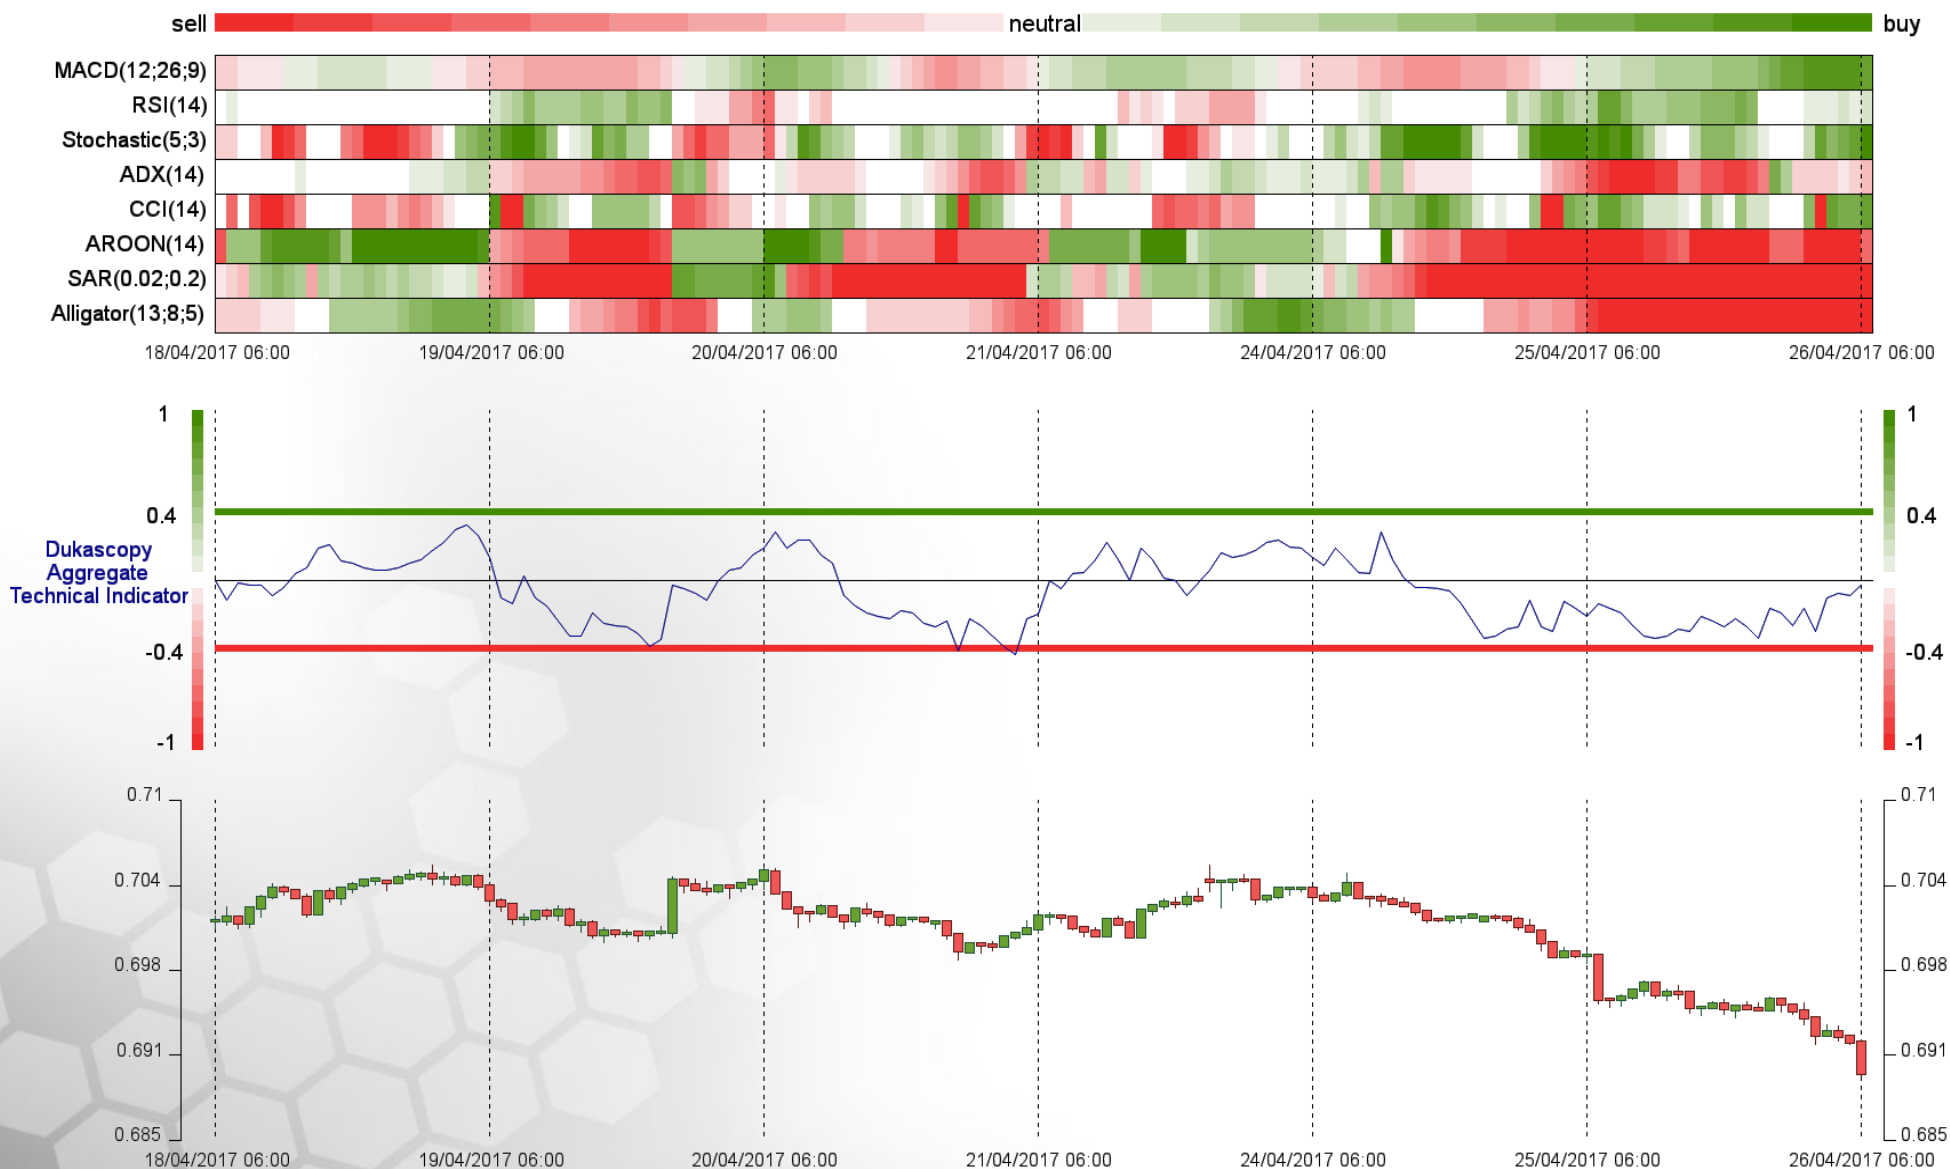 sell neutral buy
MACD(12;26;9)
RSI(14)
Stochastic(5;3)
ADX(14)
CCI(14)
AROON(14)
SAR(0.02;0.2)
Alligator(13;8;5)
18/04/2017 06:00 19/04/2017 06:00 20/04/2017 06:00 21/04/2017 06:00 24/04/2017 06:00 25/04/2017 06:00 26/04/2017 06:00
1 1
0.4 0.4
Dukascopy
Aggregate
Technical Indicator
-0.4 -0.4
-1 -1
0.71 0.71
0.704 0.704
0.698 0.698
0.691 0.691
0.685 0.685
18/04/2017 06:00 19/04/2017 06:00 20/04/2017 06:00 21/04/2017 06:00 24/04/2017 06:00 25/04/2017 06:00 26/04/2017 06:00